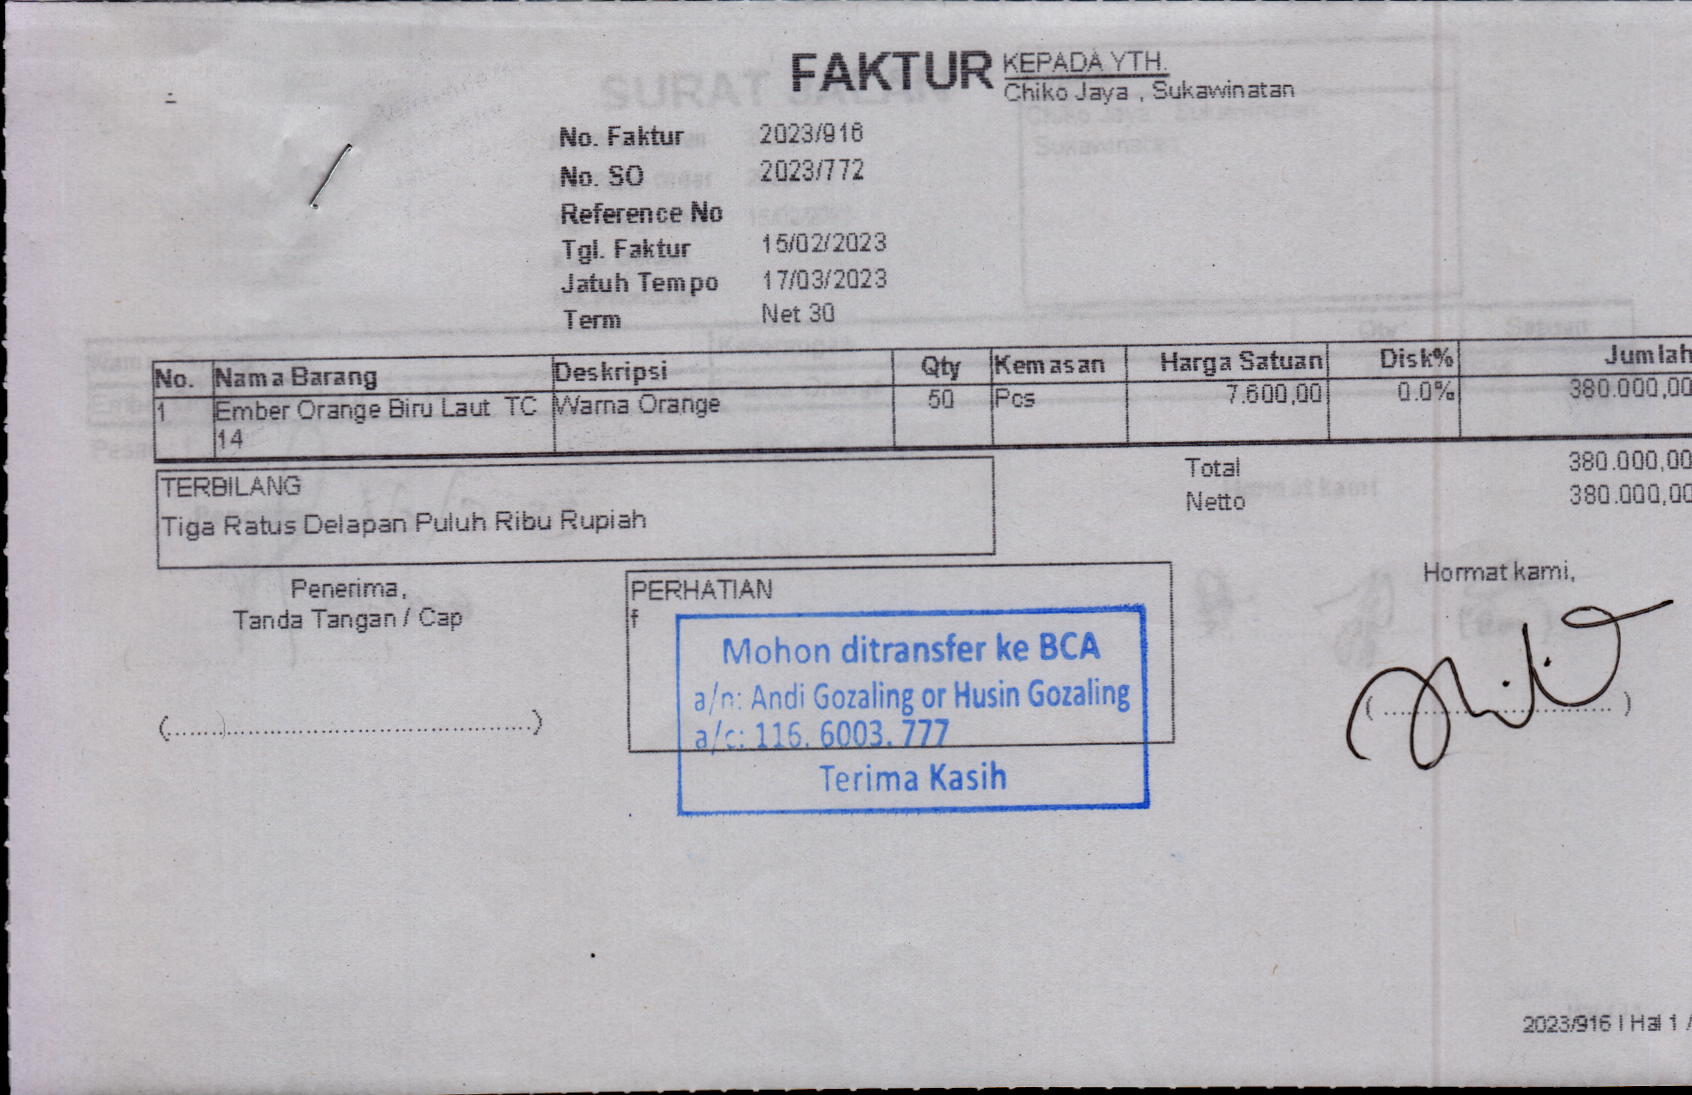 FAKTUR
KEPADA YTH.
Chiko Jaya , Sukawinatan
No. Faktur 2023/916
No. SO 2023/772
Reference No
Tgl. Faktur 15/02/2023
Jatuh Tempo 17/03/2023
Term Net 30
No. Nama Barang Deskripsi Qty Kemasan Harga Satuan Disk% Jumlah
1 Ember Orange Biru Laut TC Warna Orange 50 Pcs 7.600,00 0.0% 380.000,00
14
TERBILANG
Tiga Ratus Delapan Puluh Ribu Rupiah
Total 380.000,00
Netto 380.000,00
Penerima,
Tanda Tangan / Cap
(..........................................................)
PERHATIAN
f
Mohon ditransfer ke BCA
a/n: Andi Gozaling or Husin Gozaling
a/c: 116. 6003. 777
Terima Kasih
Hormat kami,
(......................................)
2023/916 | Hal 1 /